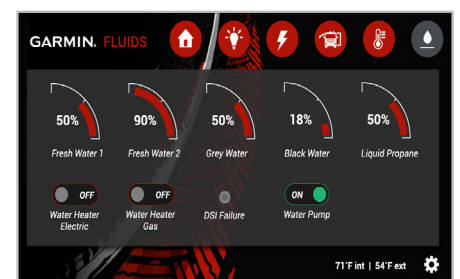 GARMIN. FLUIDS
50% 90% 50% 18% 50%
Fresh Water 1 Fresh Water 2 Grey Water Black Water Liquid Propane
OFF OFF ON
Water Heater Electric Water Heater Gas DSI Failure Water Pump
71°F int | 54°F ext